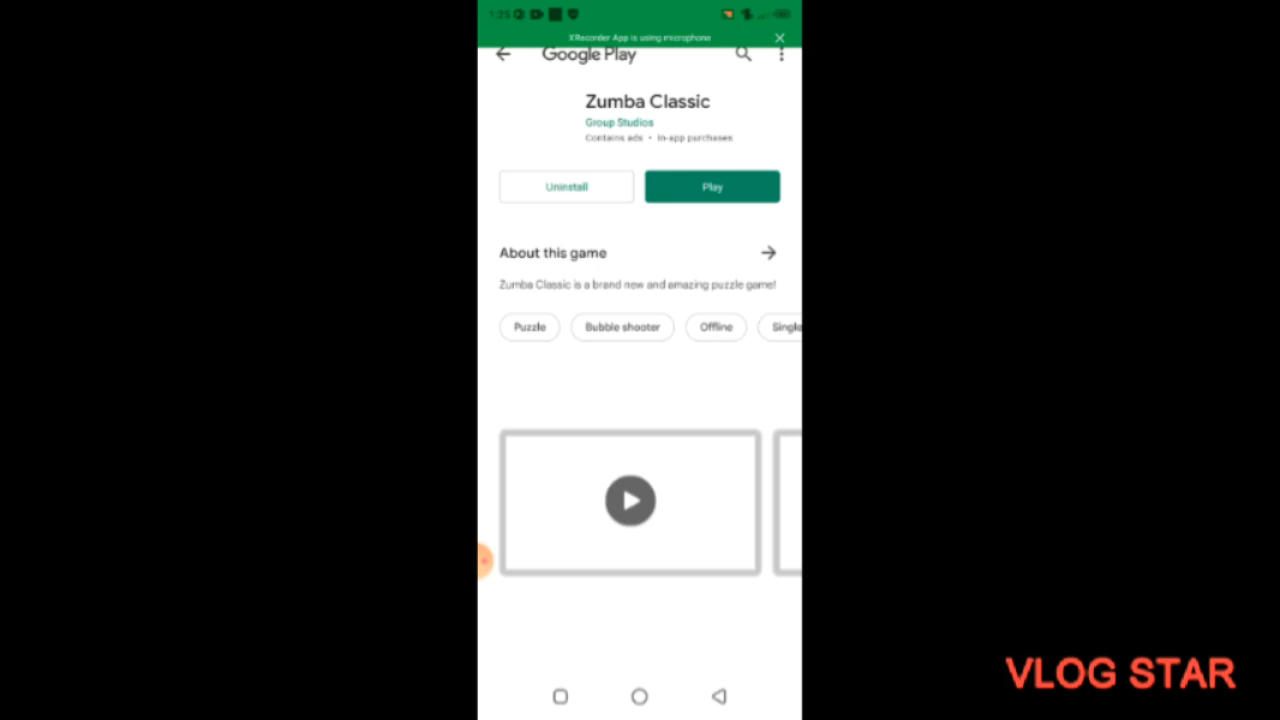 1:25
XRecorder App is using microphone
Google Play
Zumba Classic
Group Studios
Contains ads • In-app purchases
Uninstall
Play
About this game
Zumba Classic is a brand new and amazing puzzle game!
Puzzle
Bubble shooter
Offline
Single
VLOG STAR